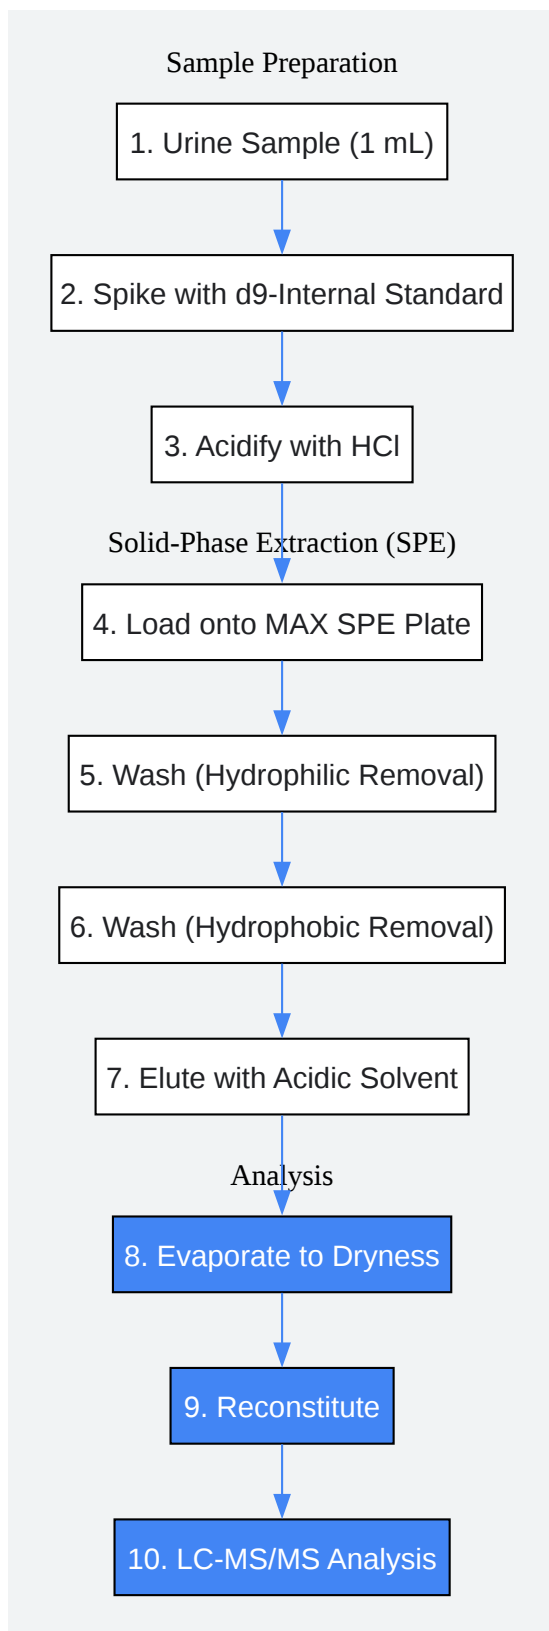 Sample Preparation
1. Urine Sample (1 mL)
2. Spike with d9-Internal Standard
3. Acidify with HCl
Solid-Phase Extraction (SPE)
4. Load onto MAX SPE Plate
5. Wash (Hydrophilic Removal)
6. Wash (Hydrophobic Removal)
7. Elute with Acidic Solvent
Analysis
8. Evaporate to Dryness
9. Reconstitute
10. LC-MS/MS Analysis